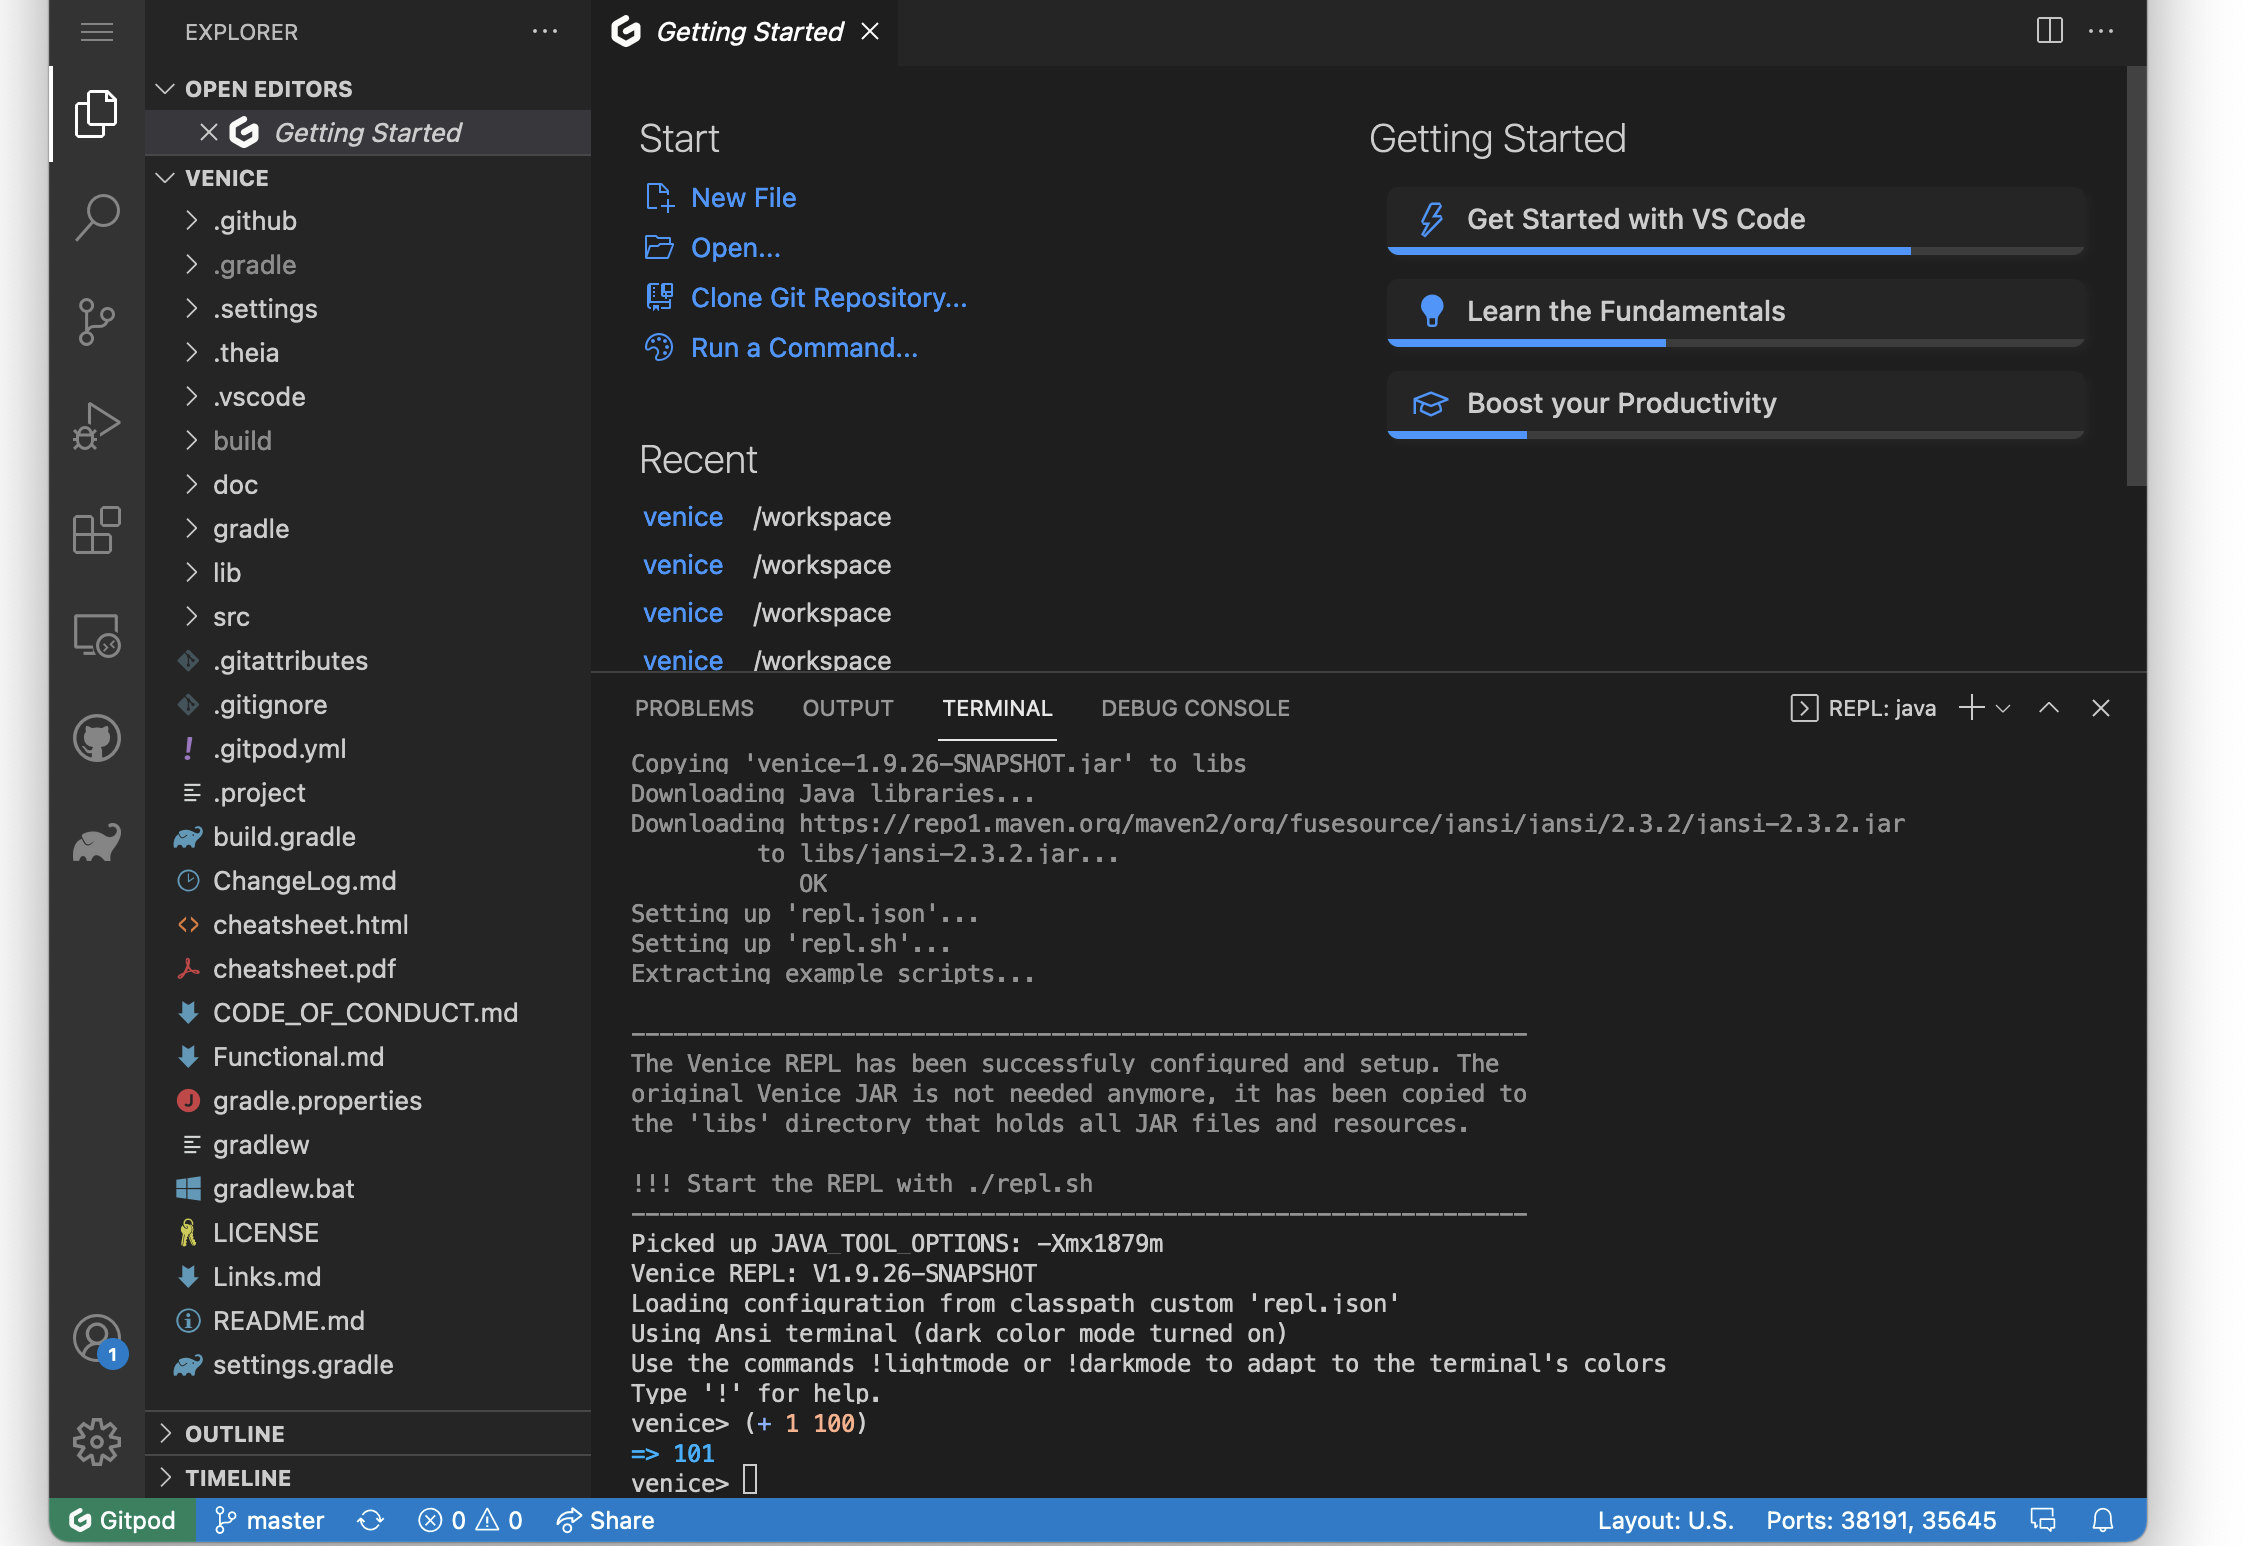 EXPLORER
OPEN EDITORS
Getting Started
VENICE
.github
.gradle
.settings
.theia
.vscode
build
doc
gradle
lib
src
.gitattributes
.gitignore
.gitpod.yml
.project
build.gradle
ChangeLog.md
cheatsheet.html
cheatsheet.pdf
CODE_OF_CONDUCT.md
Functional.md
gradle.properties
gradlew
gradlew.bat
LICENSE
Links.md
README.md
settings.gradle
OUTLINE
TIMELINE
1
Getting Started
Start
New File
Open...
Clone Git Repository...
Run a Command...
Recent
venice /workspace
venice /workspace
venice /workspace
venice /workspace
Getting Started
Get Started with VS Code
Learn the Fundamentals
Boost your Productivity
PROBLEMS OUTPUT TERMINAL DEBUG CONSOLE REPL: java
Copying 'venice-1.9.26-SNAPSHOT.jar' to libs
Downloading Java libraries...
Downloading https://repo1.maven.org/maven2/org/fusesource/jansi/jansi/2.3.2/jansi-2.3.2.jar
to libs/jansi-2.3.2.jar...
OK
Setting up 'repl.json'...
Setting up 'repl.sh'...
Extracting example scripts...
----------------------------------------------------------------
The Venice REPL has been successfuly configured and setup. The
original Venice JAR is not needed anymore, it has been copied to
the 'libs' directory that holds all JAR files and resources.
!!! Start the REPL with ./repl.sh
----------------------------------------------------------------
Picked up JAVA_TOOL_OPTIONS: -Xmx1879m
Venice REPL: V1.9.26-SNAPSHOT
Loading configuration from classpath custom 'repl.json'
Using Ansi terminal (dark color mode turned on)
Use the commands !lightmode or !darkmode to adapt to the terminal's colors
Type '!' for help.
venice> (+ 1 100)
=> 101
venice>
Gitpod master 0 0 Share Layout: U.S. Ports: 38191, 35645